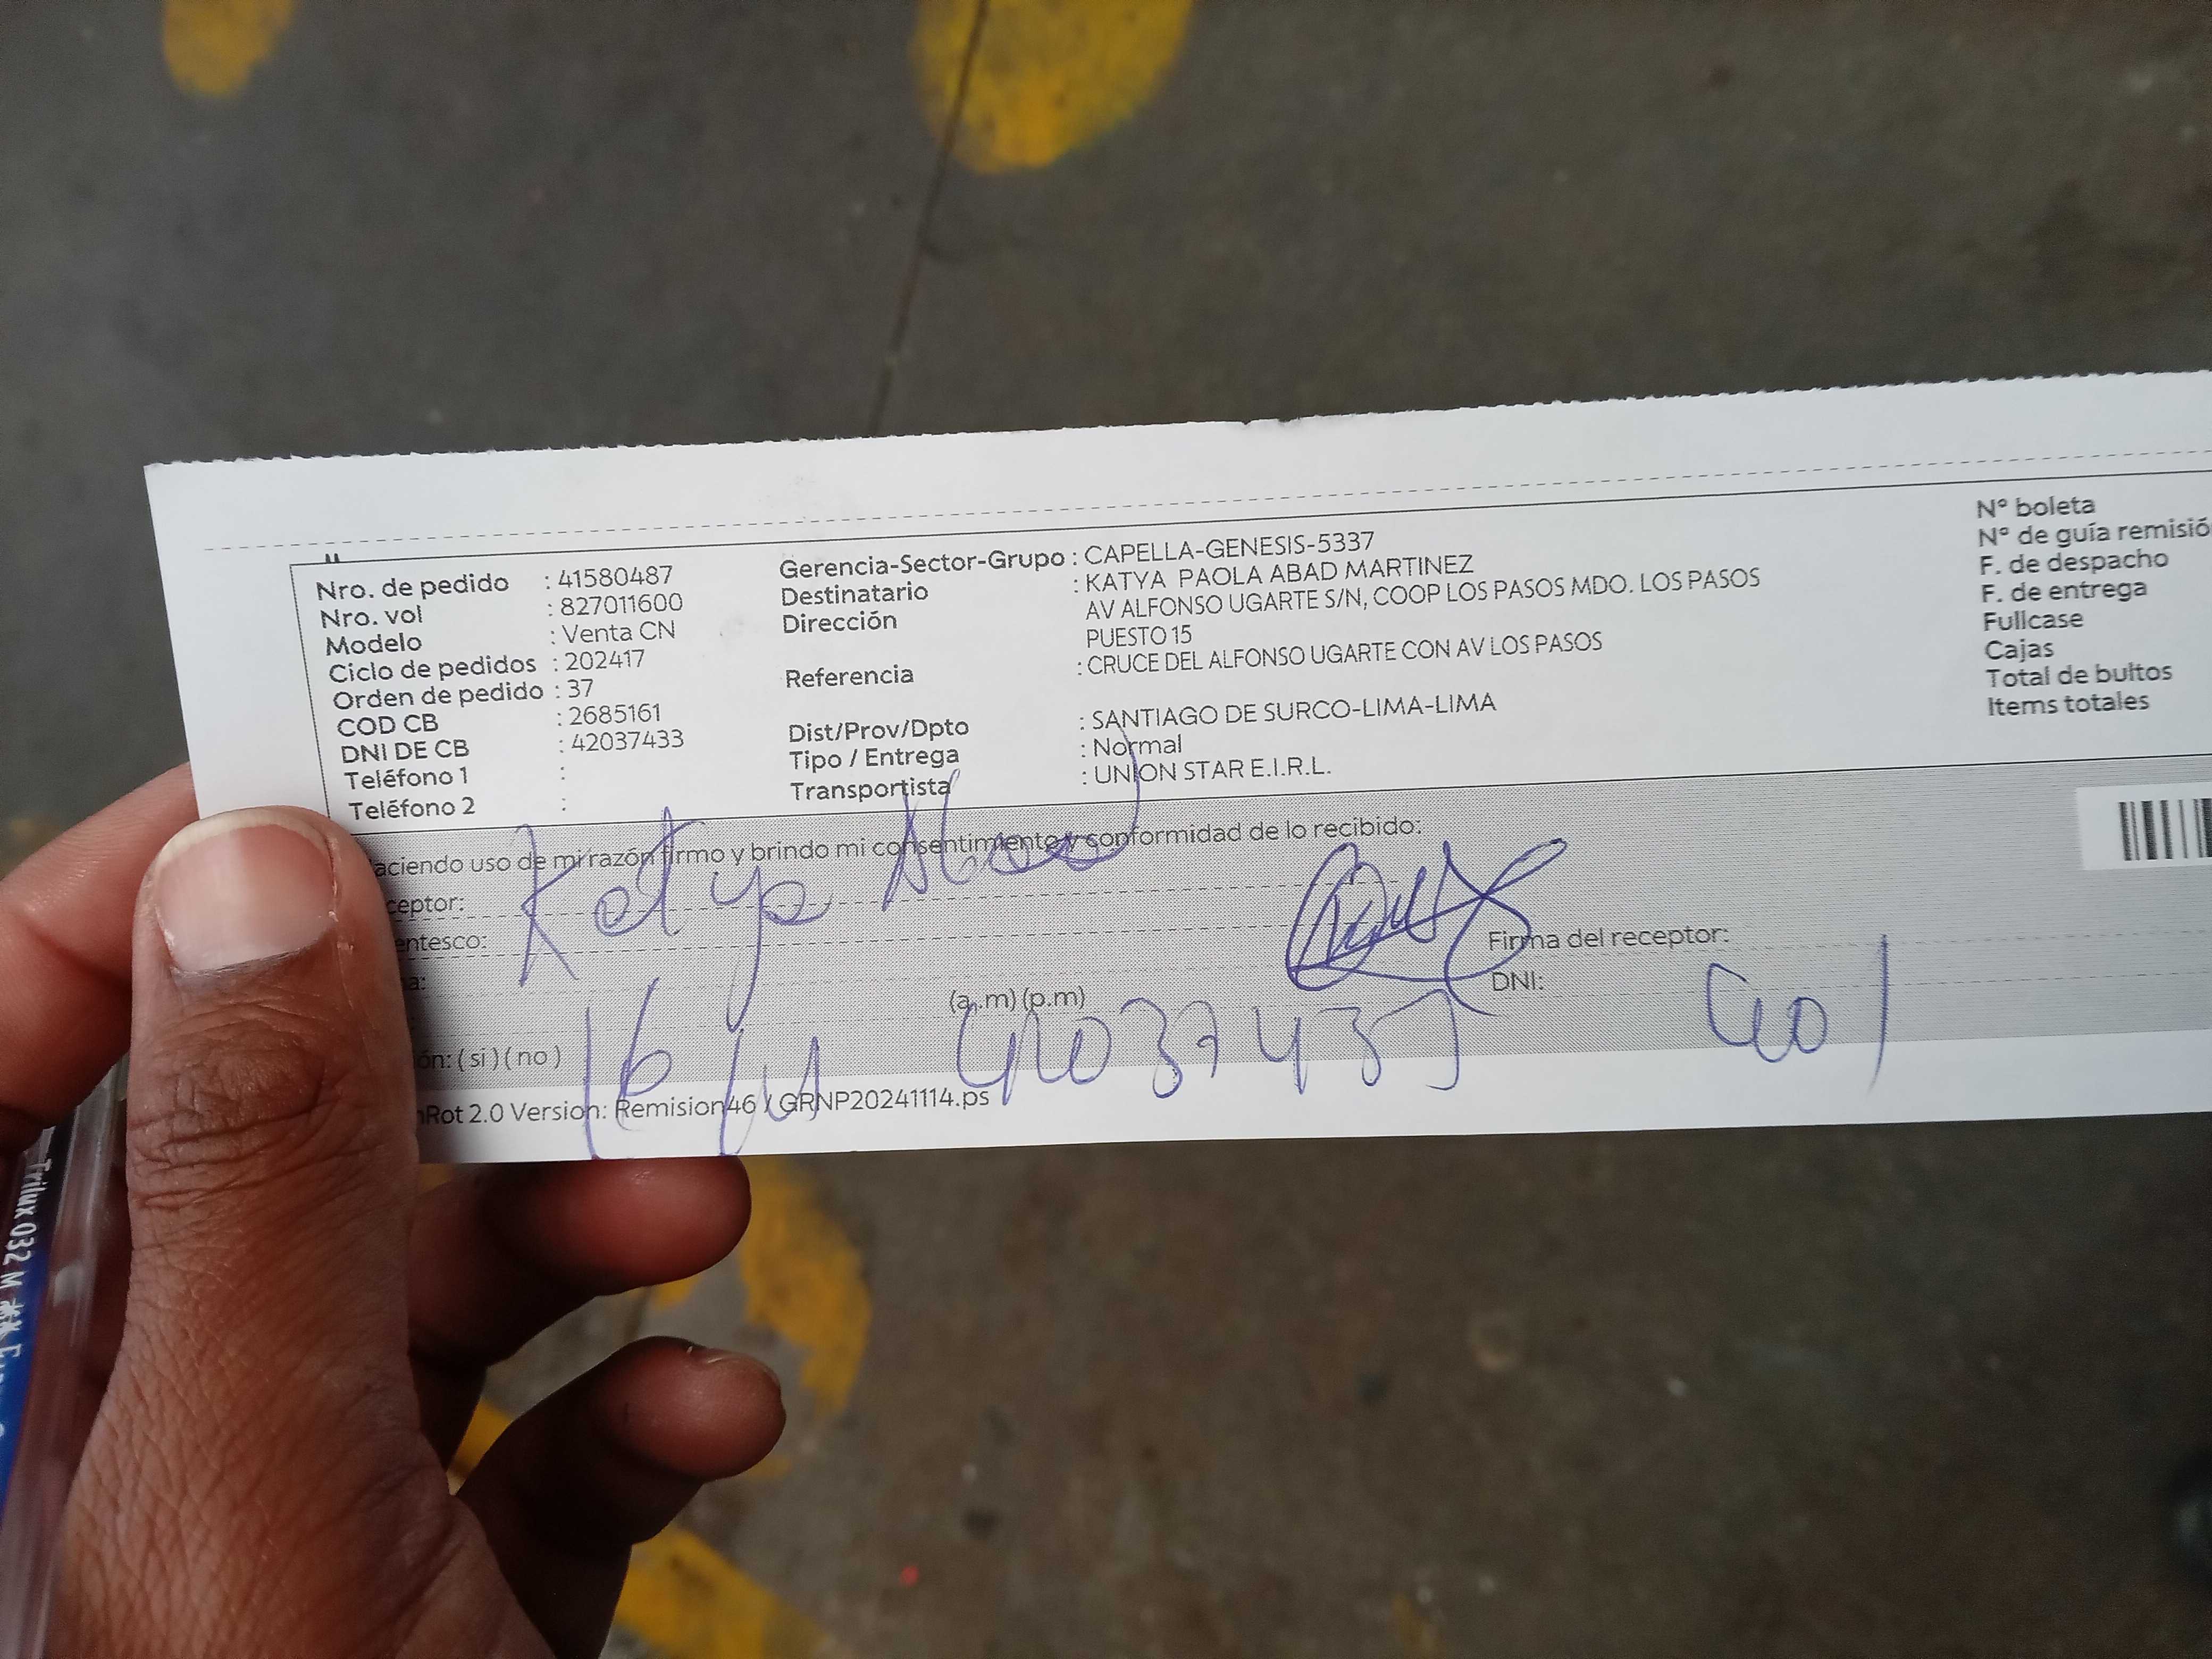 Nro. de pedido : 41580487
Nro. vol : 827011600
Modelo : Venta CN
Ciclo de pedidos : 202417
Orden de pedido : 37
COD CB : 2685161
DNI DE CB : 42037433
Teléfono 1 :
Teléfono 2 :
Gerencia-Sector-Grupo : CAPELLA-GENESIS-5337
Destinatario : KATYA PAOLA ABAD MARTINEZ
Dirección AV ALFONSO UGARTE S/N, COOP LOS PASOS MDO. LOS PASOS
PUESTO 15
Referencia : CRUCE DEL ALFONSO UGARTE CON AV LOS PASOS
Dist/Prov/Dpto : SANTIAGO DE SURCO-LIMA-LIMA
Tipo / Entrega : Normal
Transportista : UNION STAR E.I.R.L.
N° boleta
N° de guía remisió
F. de despacho
F. de entrega
Fullcase
Cajas
Total de bultos
Items totales
aciendo uso de mi razón firmo y brindo mi consentimiento y conformidad de lo recibido:
ceptor: Katya Abad
entesco:
Firma del receptor:
a: (a.m) (p.m) DNI:
ón: ( si ) ( no )
Rot 2.0 Version: Remision46 / GRNP20241114.ps
Trilux 032 M